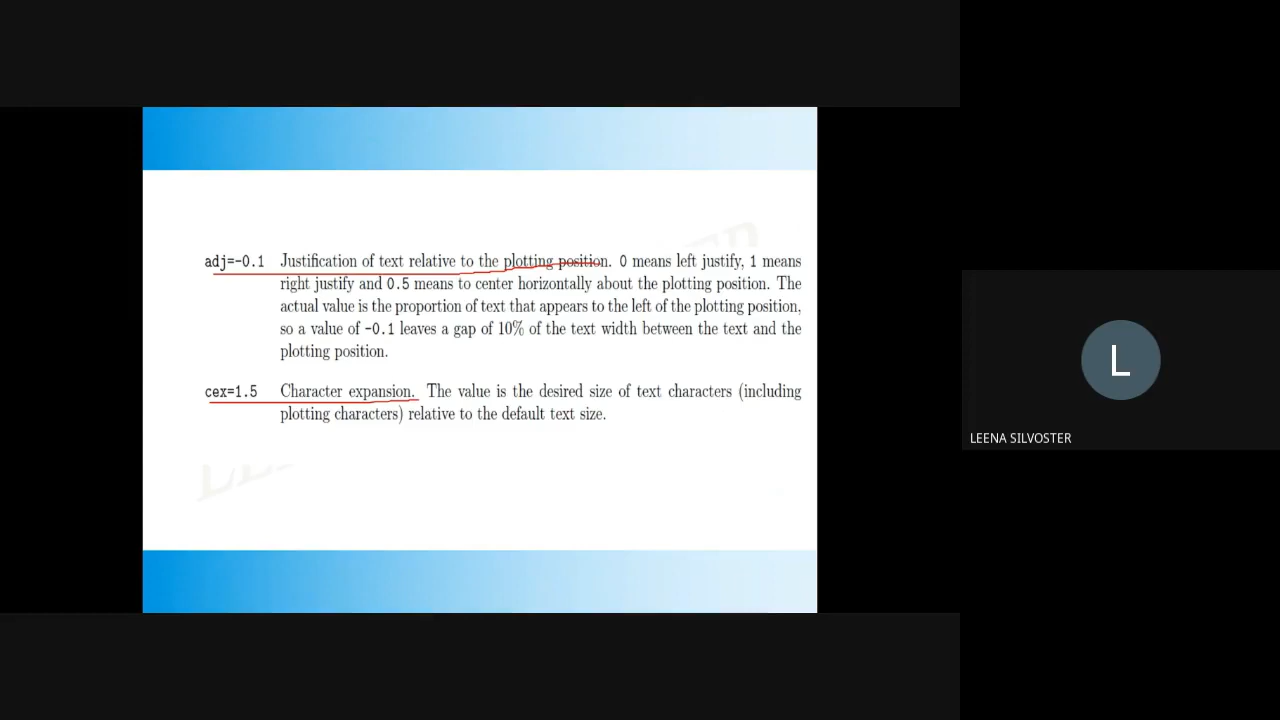 adj=-0.1 Justification of text relative to the plotting position. 0 means left justify, 1 means
right justify and 0.5 means to center horizontally about the plotting position. The
actual value is the proportion of text that appears to the left of the plotting position,
so a value of -0.1 leaves a gap of 10% of the text width between the text and the
plotting position.
cex=1.5 Character expansion. The value is the desired size of text characters (including
plotting characters) relative to the default text size.
L
LEENA SILVOSTER